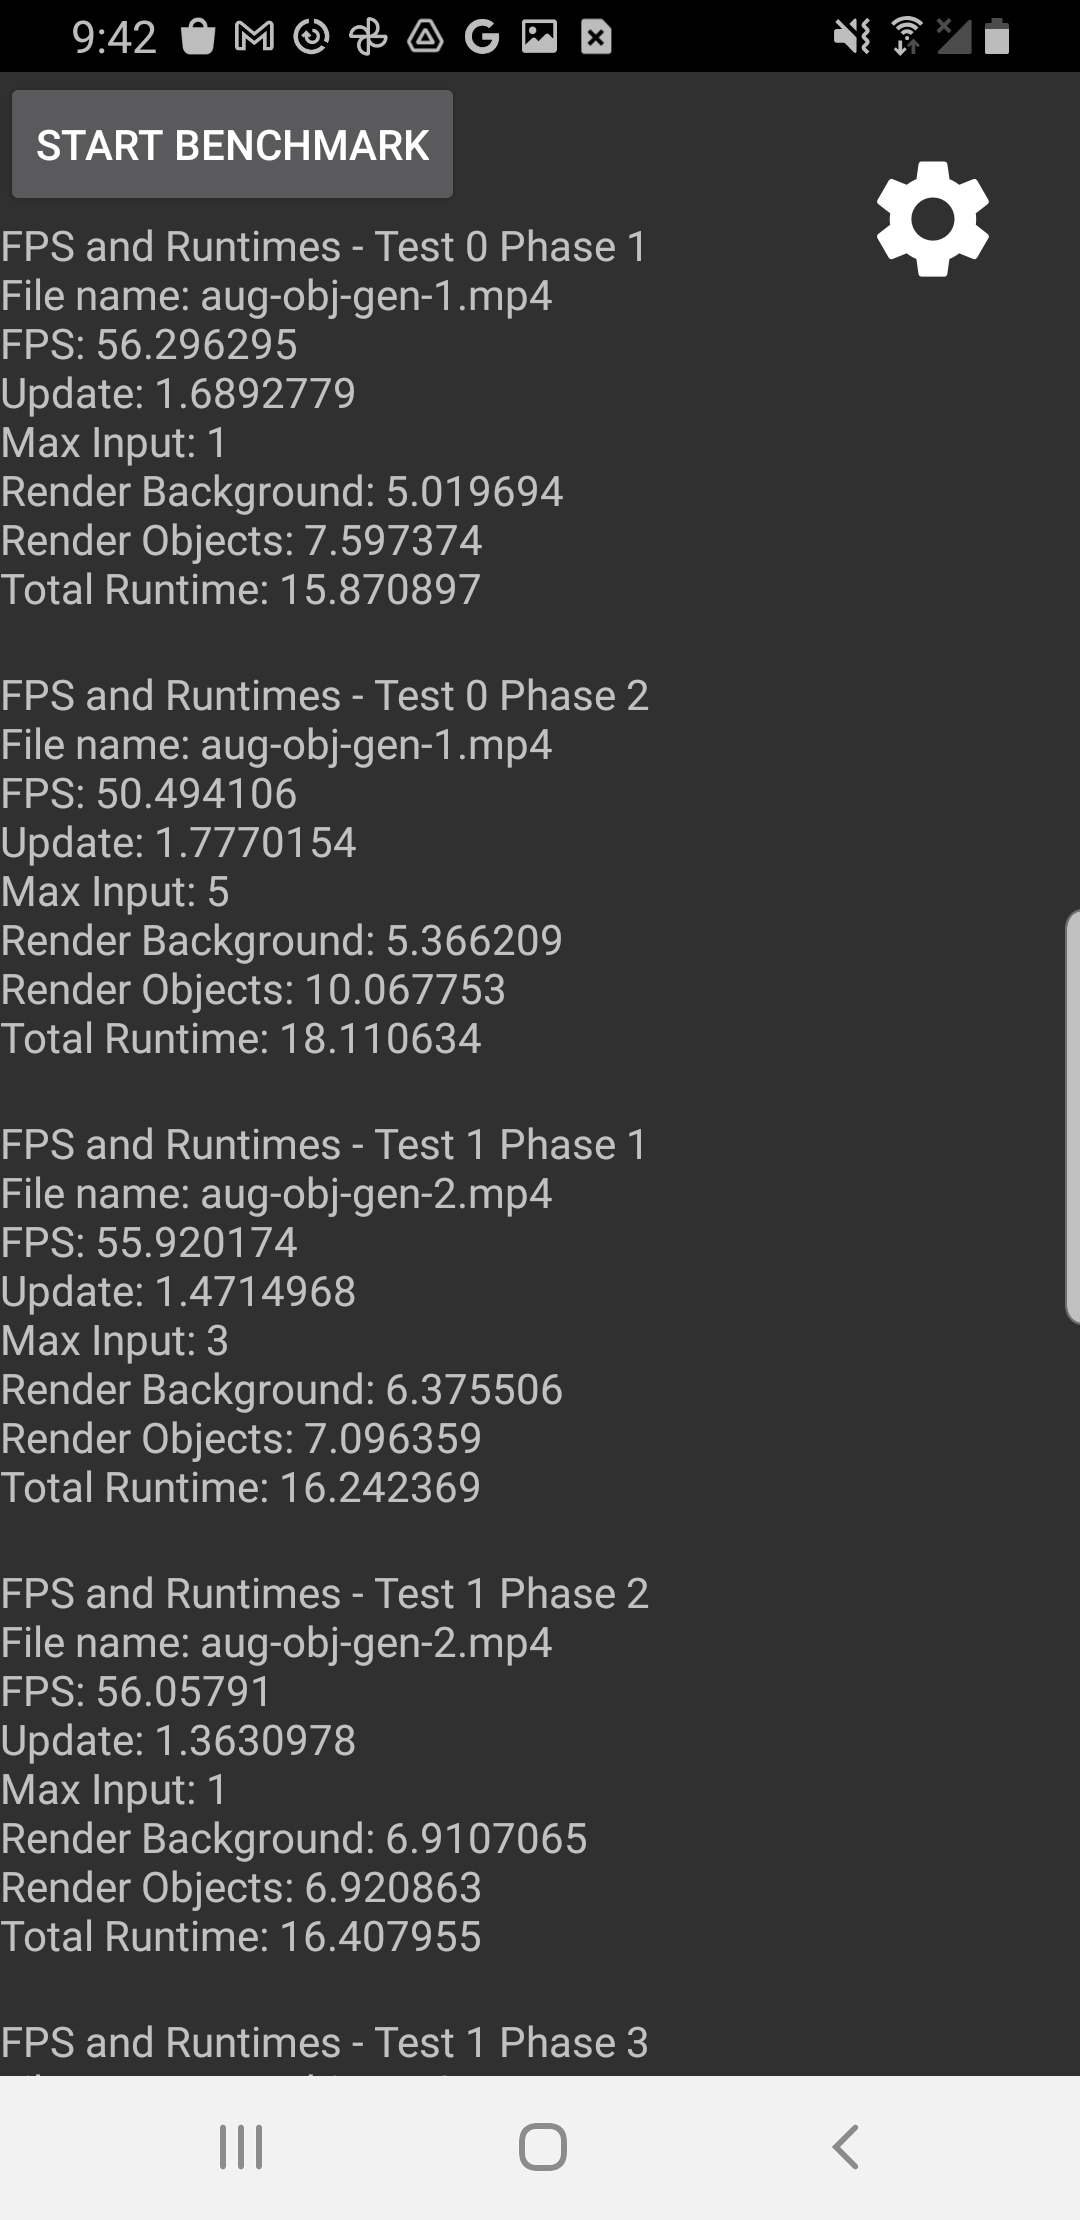 9:42
START BENCHMARK
FPS and Runtimes - Test 0 Phase 1
File name: aug-obj-gen-1.mp4
FPS: 56.296295
Update: 1.6892779
Max Input: 1
Render Background: 5.019694
Render Objects: 7.597374
Total Runtime: 15.870897
FPS and Runtimes - Test 0 Phase 2
File name: aug-obj-gen-1.mp4
FPS: 50.494106
Update: 1.7770154
Max Input: 5
Render Background: 5.366209
Render Objects: 10.067753
Total Runtime: 18.110634
FPS and Runtimes - Test 1 Phase 1
File name: aug-obj-gen-2.mp4
FPS: 55.920174
Update: 1.4714968
Max Input: 3
Render Background: 6.375506
Render Objects: 7.096359
Total Runtime: 16.242369
FPS and Runtimes - Test 1 Phase 2
File name: aug-obj-gen-2.mp4
FPS: 56.05791
Update: 1.3630978
Max Input: 1
Render Background: 6.9107065
Render Objects: 6.920863
Total Runtime: 16.407955
FPS and Runtimes - Test 1 Phase 3